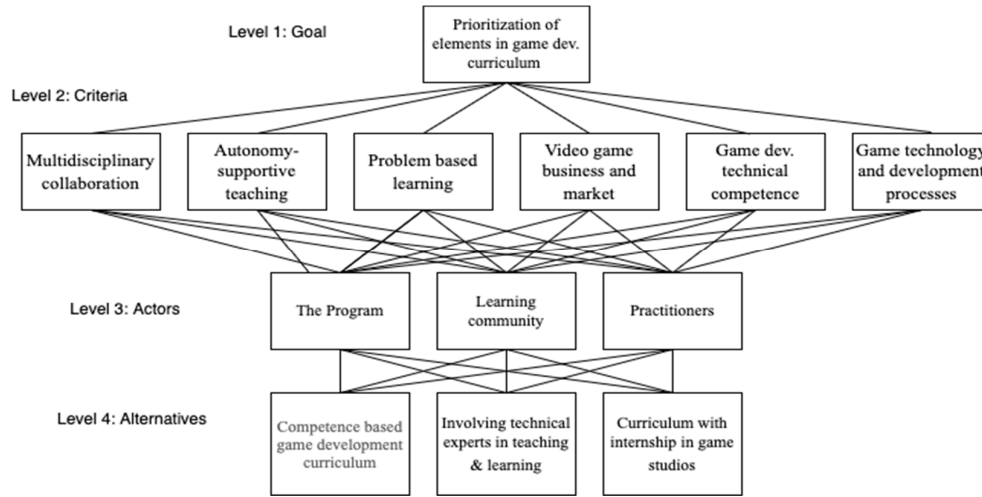 Level 1: Goal
Prioritization of
elements in game dev.
curriculum
Level 2: Criteria
Multidisciplinary
collaboration
Autonomy-
supportive
teaching
Problem based
learning
Video game
business and
market
Game dev.
technical
competence
Game technology
and development
processes
Level 3: Actors
The Program
Learning
community
Practitioners
Level 4: Alternatives
Competence based
game development
curriculum
Involving technical
experts in teaching
& learning
Curriculum with
internship in game
studios